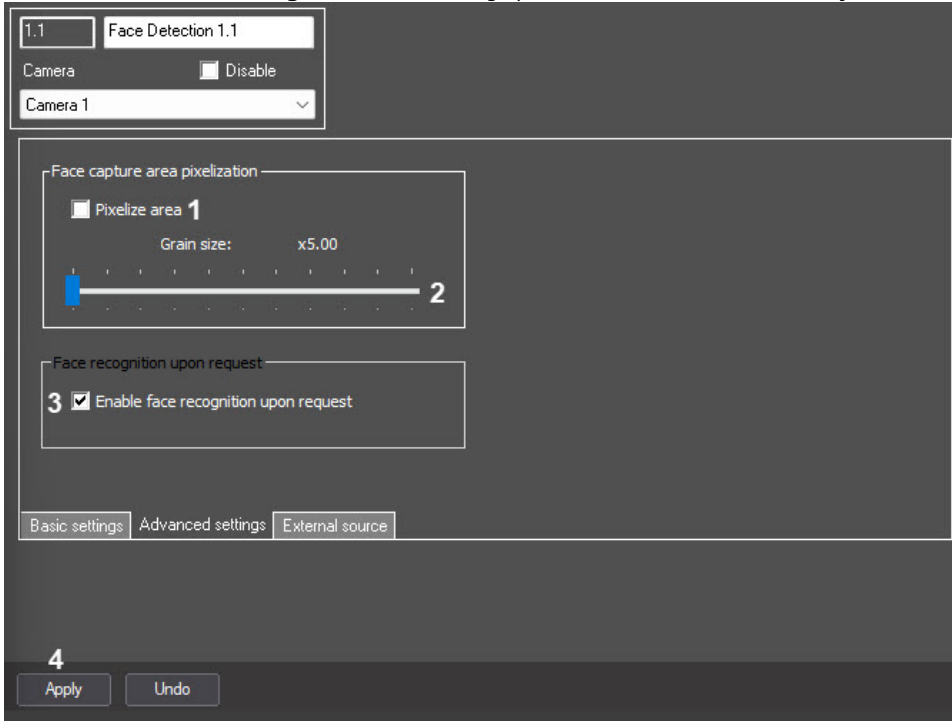 1.1 Face Detection 1.1
Camera Disable
Camera 1
Face capture area pixelization
Pixelize area 1
Grain size: x5.00
2
Face recognition upon request
3 Enable face recognition upon request
Basic settings Advanced settings External source
4
Apply Undo